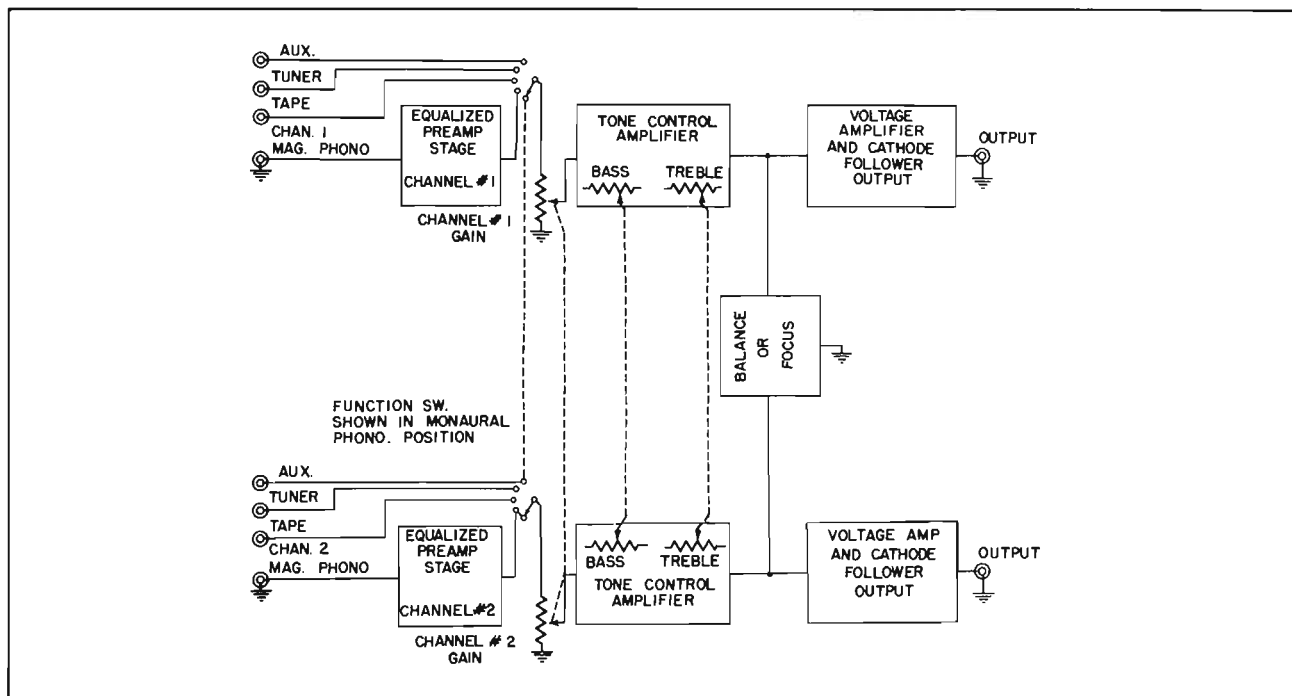 AUX.
TUNER
TAPE
CHAN. 1
MAG. PHONO
EQUALIZED
PREAMP
STAGE
CHANNEL #1
CHANNEL #1
GAIN
TONE CONTROL
AMPLIFIER
BASS
TREBLE
VOLTAGE
AMPLIFIER
AND CATHODE
FOLLOWER
OUTPUT
OUTPUT
BALANCE
OR
FOCUS
FUNCTION SW.
SHOWN IN MONAURAL
PHONO. POSITION
AUX.
TUNER
TAPE
CHAN. 2
MAG. PHONO
EQUALIZED
PREAMP
STAGE
CHANNEL #2
CHANNEL # 2
GAIN
BASS
TREBLE
TONE CONTROL
AMPLIFIER
VOLTAGE AMP
AND CATHODE
FOLLOWER
OUTPUT
OUTPUT